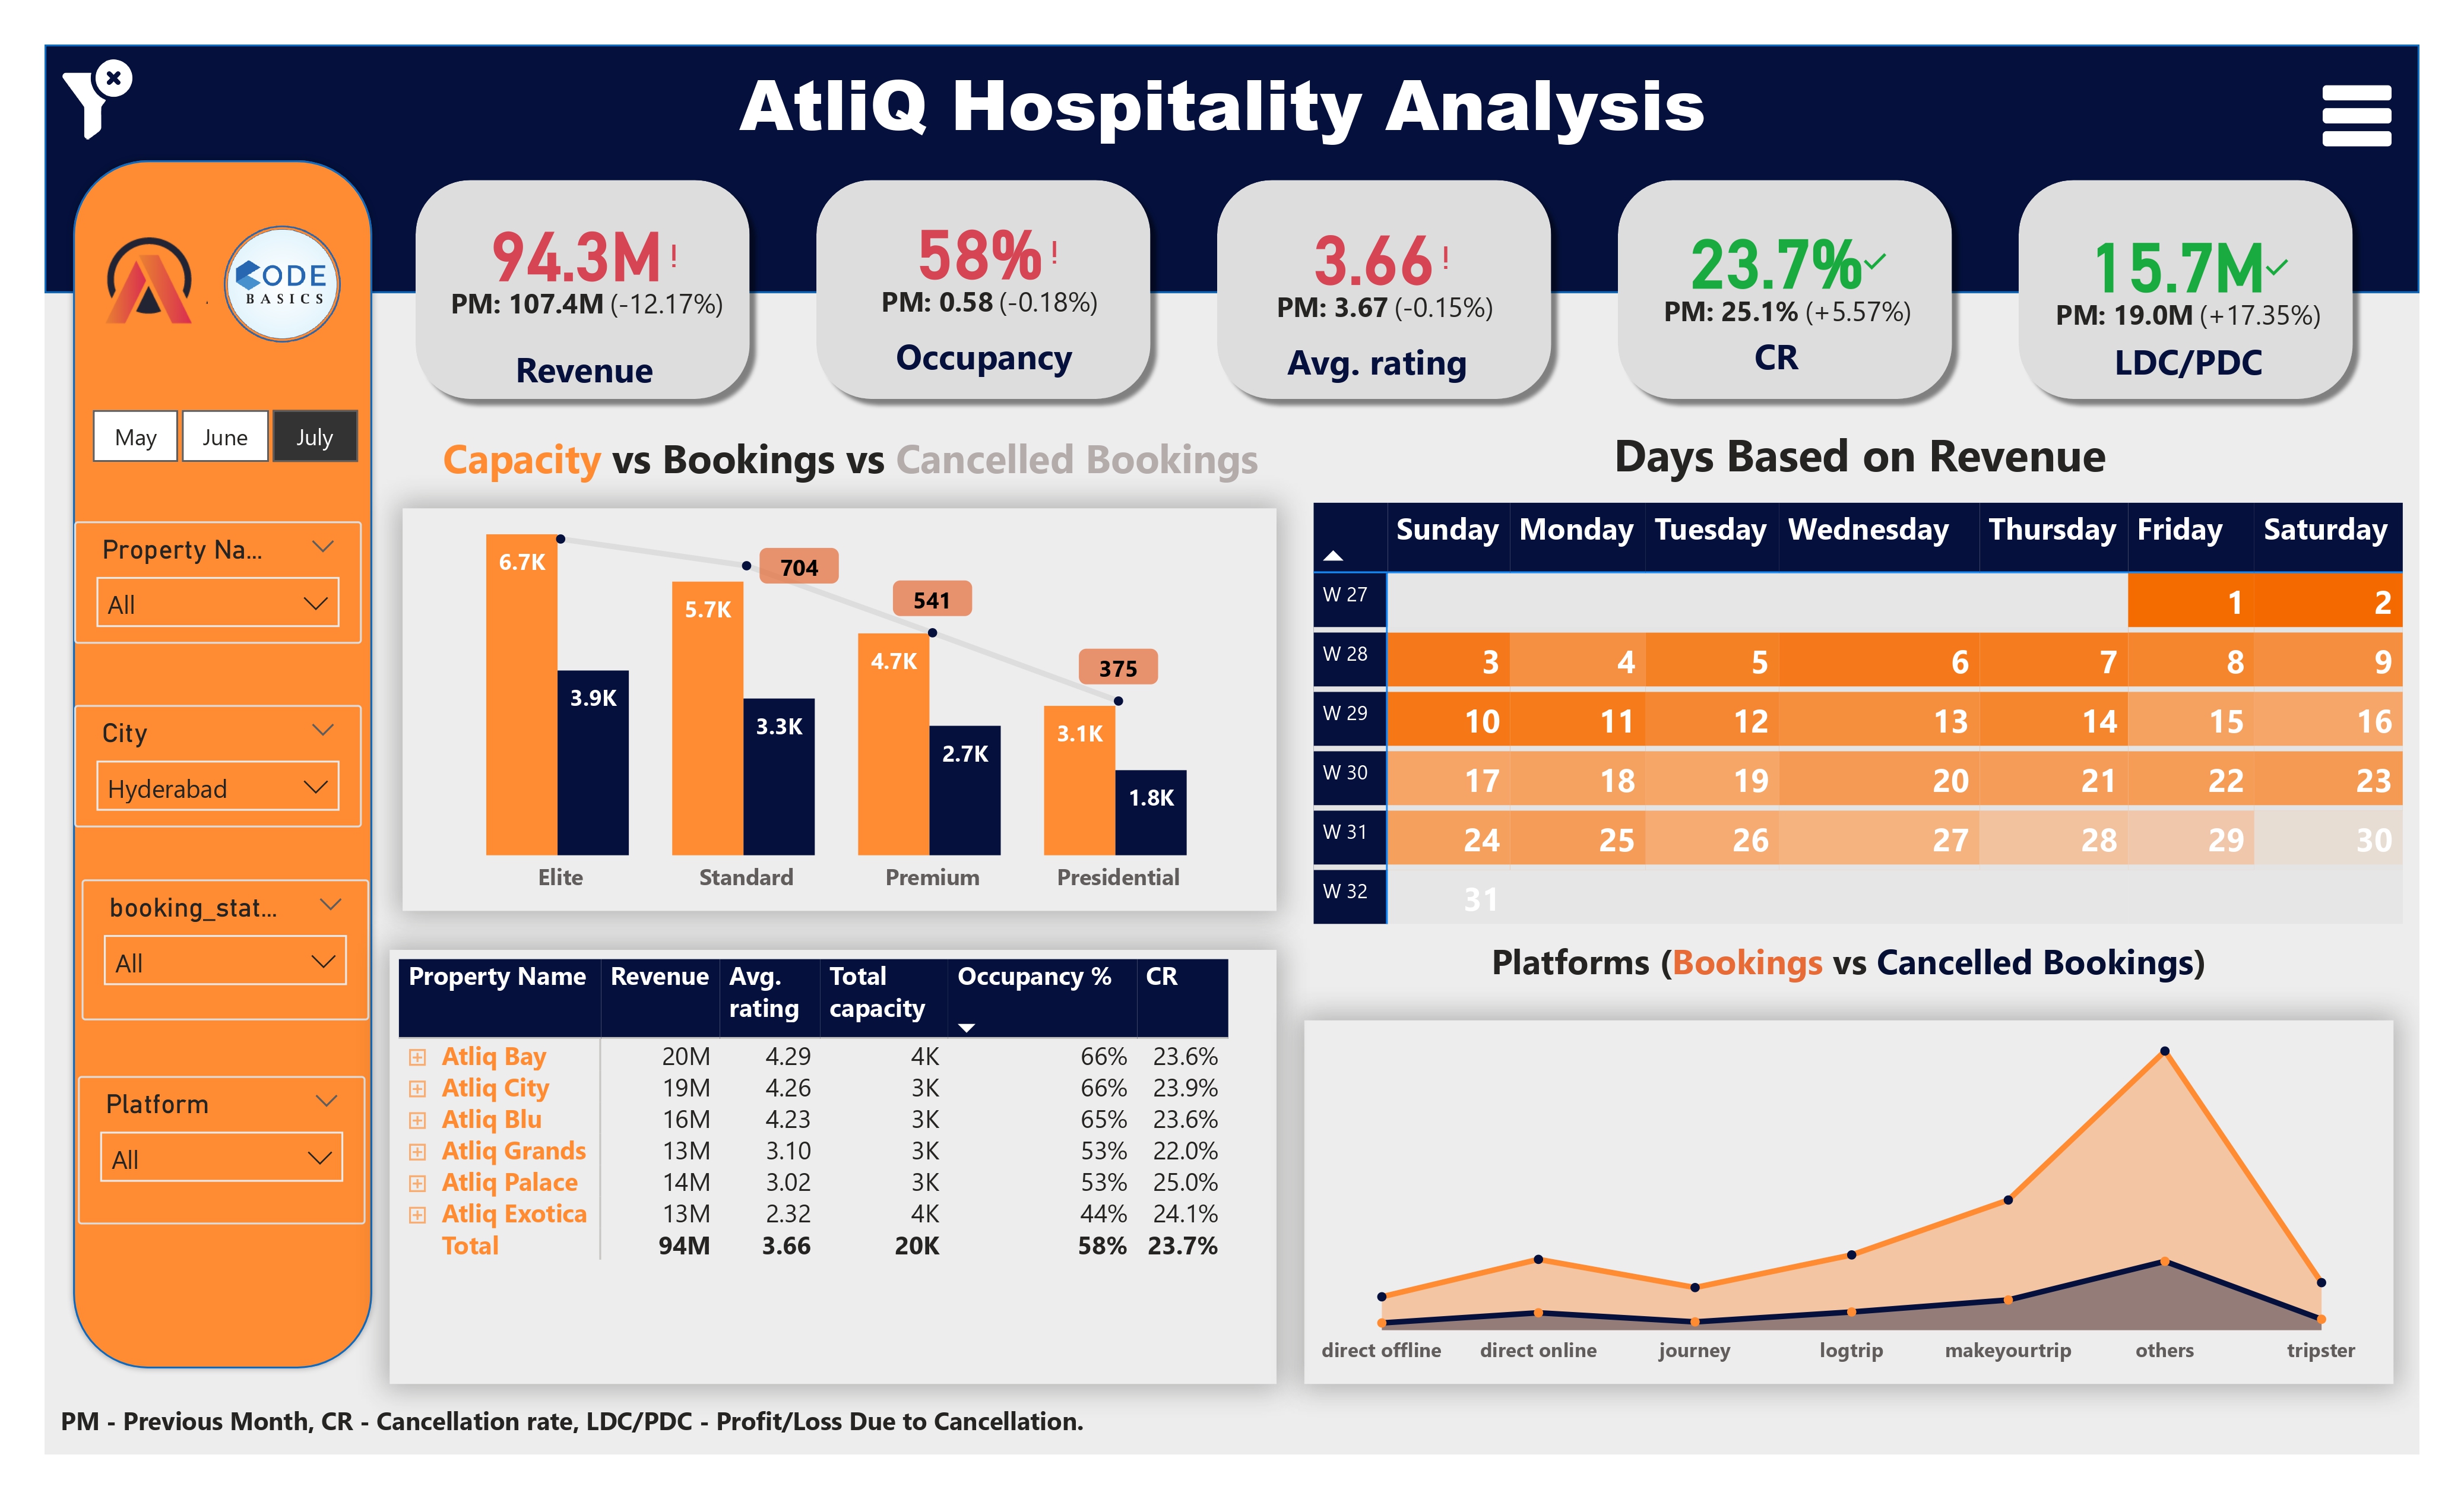 AtliQ Hospitality Analysis
CODE
BASICS
94.3M !
PM: 107.4M (-12.17%)
Revenue
58% !
PM: 0.58 (-0.18%)
Occupancy
3.66 !
PM: 3.67 (-0.15%)
Avg. rating
23.7%
PM: 25.1% (+5.57%)
CR
15.7M
PM: 19.0M (+17.35%)
LDC/PDC
May June July
Property Na...
All
City
Hyderabad
booking_stat...
All
Platform
All
Capacity vs Bookings vs Cancelled Bookings
6.7K 3.9K
5.7K 3.3K 704
4.7K 2.7K 541
3.1K 1.8K 375
Elite Standard Premium Presidential
Days Based on Revenue
Sunday Monday Tuesday Wednesday Thursday Friday Saturday
W 27 1 2
W 28 3 4 5 6 7 8 9
W 29 10 11 12 13 14 15 16
W 30 17 18 19 20 21 22 23
W 31 24 25 26 27 28 29 30
W 32 31
Property Name Revenue Avg. rating Total capacity Occupancy % CR
Atliq Bay 20M 4.29 4K 66% 23.6%
Atliq City 19M 4.26 3K 66% 23.9%
Atliq Blu 16M 4.23 3K 65% 23.6%
Atliq Grands 13M 3.10 3K 53% 22.0%
Atliq Palace 14M 3.02 3K 53% 25.0%
Atliq Exotica 13M 2.32 4K 44% 24.1%
Total 94M 3.66 20K 58% 23.7%
Platforms (Bookings vs Cancelled Bookings)
direct offline direct online journey logtrip makeyourtrip others tripster
PM - Previous Month, CR - Cancellation rate, LDC/PDC - Profit/Loss Due to Cancellation.